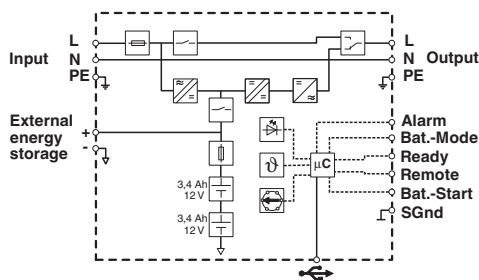 Input
L
N
PE
L
N Output
PE
External
energy
storage
+
-
3,4 Ah
12 V
3,4 Ah
12 V
ϑ
µC
Alarm
Bat.-Mode
Ready
Remote
Bat.-Start
SGnd